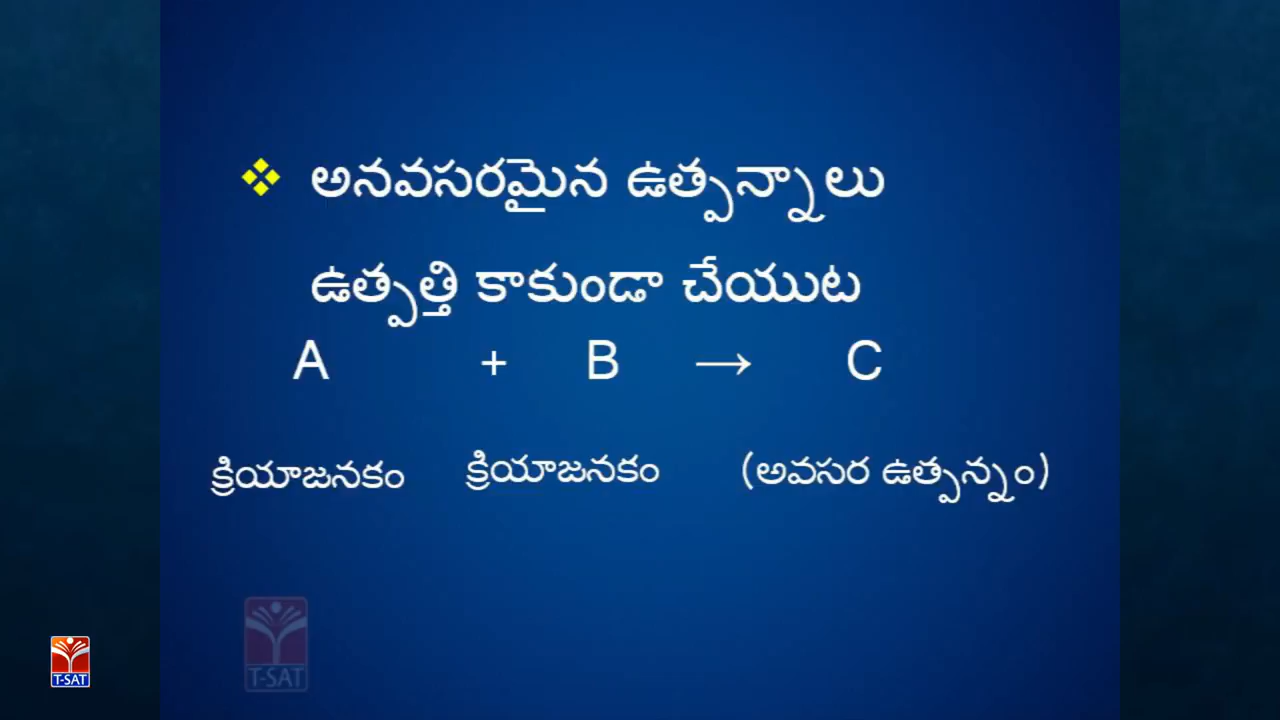 ❖ అనవసరమైన ఉత్పన్నాలు
ఉత్పత్తి కాకుండా చేయుట
A + B → C
క్రియాజనకం క్రియాజనకం (అవసర ఉత్పన్నం)
T-SAT
T-SAT